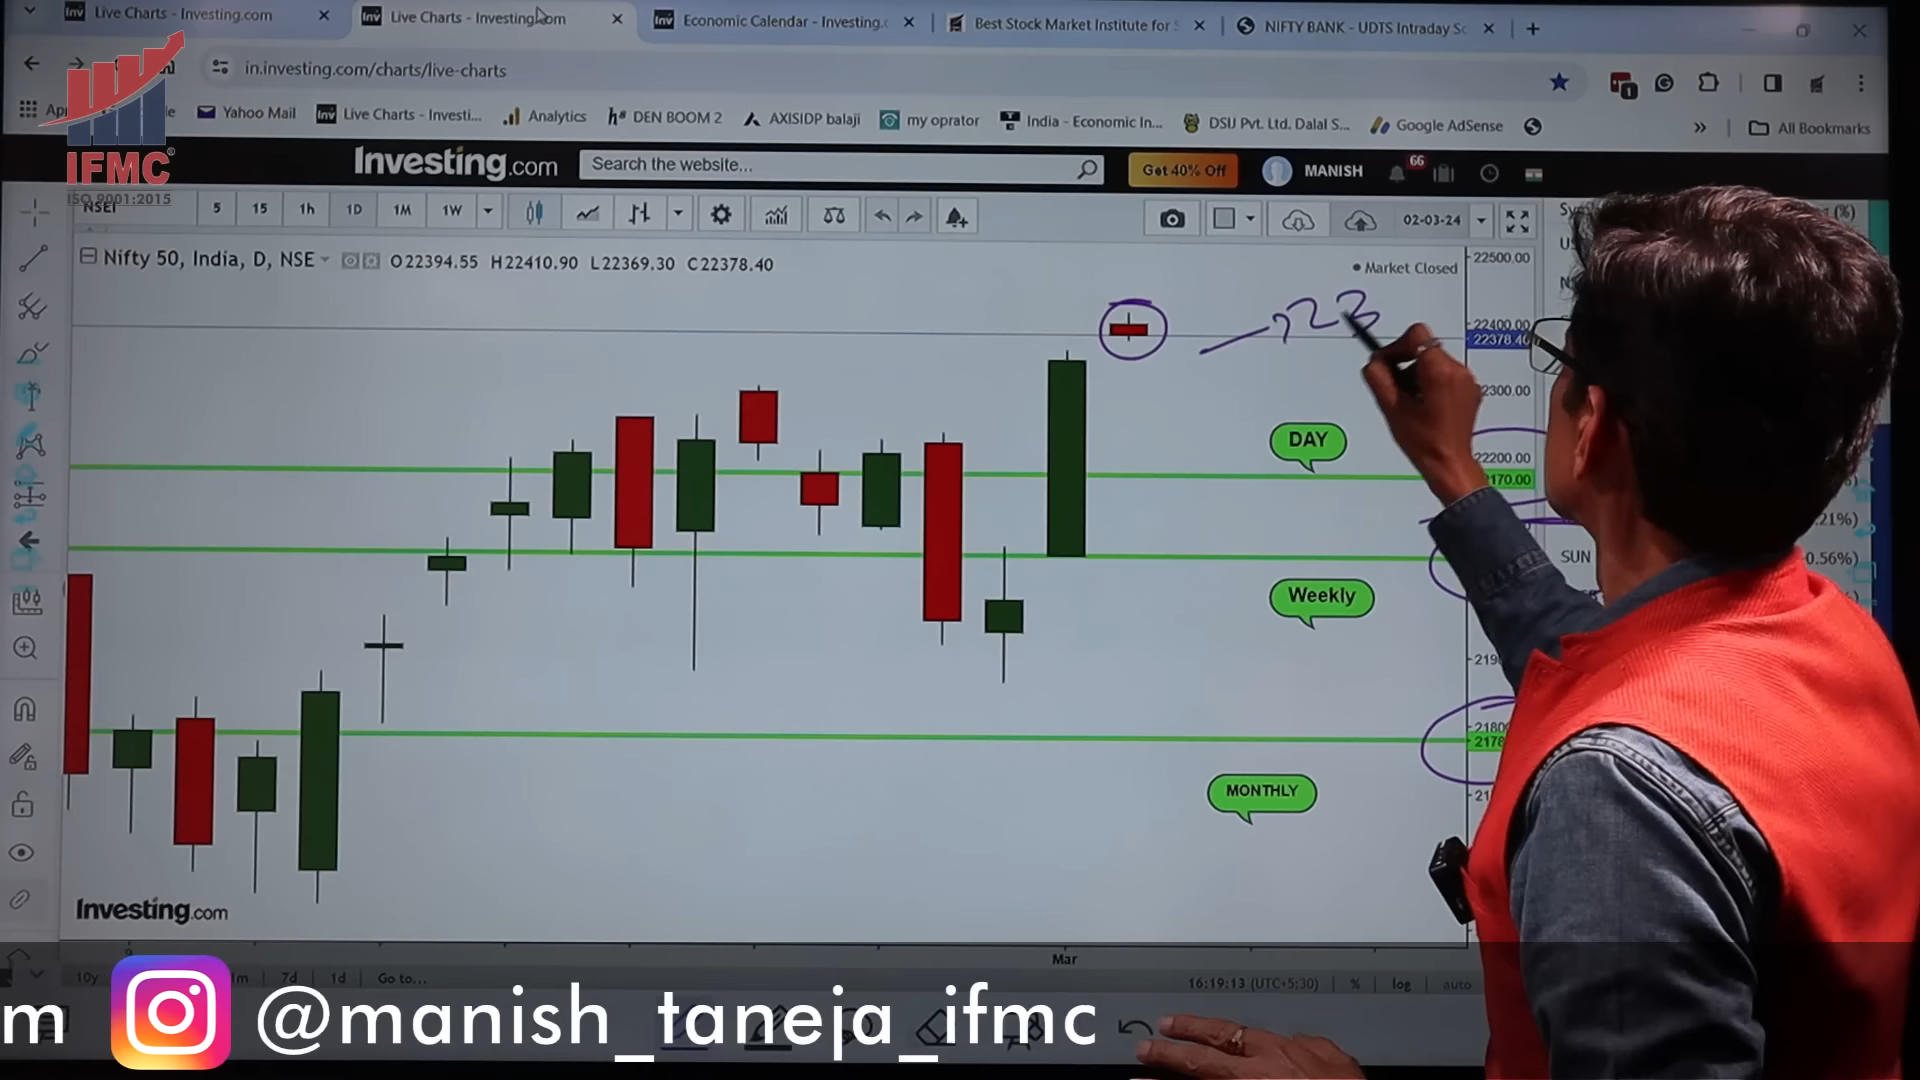 Live Charts - Investing.com
Live Charts - Investing.com
Economic Calendar - Investing.c
Best Stock Market Institute for S
NIFTY BANK - UDTS Intraday Sc
in.investing.com/charts/live-charts
Yahoo Mail
Live Charts - Investi...
Analytics
DEN BOOM 2
AXISIDP balaji
my oprator
India - Economic In...
DSIJ Pvt. Ltd. Dalal S...
Google AdSense
All Bookmarks
IFMC®
ISO 9001:2015
Investing.com
Search the website...
Get 40% Off
MANISH
66
NSEI
5
15
1h
1D
1M
1W
02-03-24
Nifty 50, India, D, NSE
O22394.55 H22410.90 L22369.30 C22378.40
Market Closed
22500.00
22400.00
22378.40
22300.00
22200.00
223
DAY
Weekly
MONTHLY
SUN
Investing.com
Mar
10y
7d
1d
Go to...
16:19:13 (UTC+5:30)
%
log
auto
m @manish_taneja_ifmc